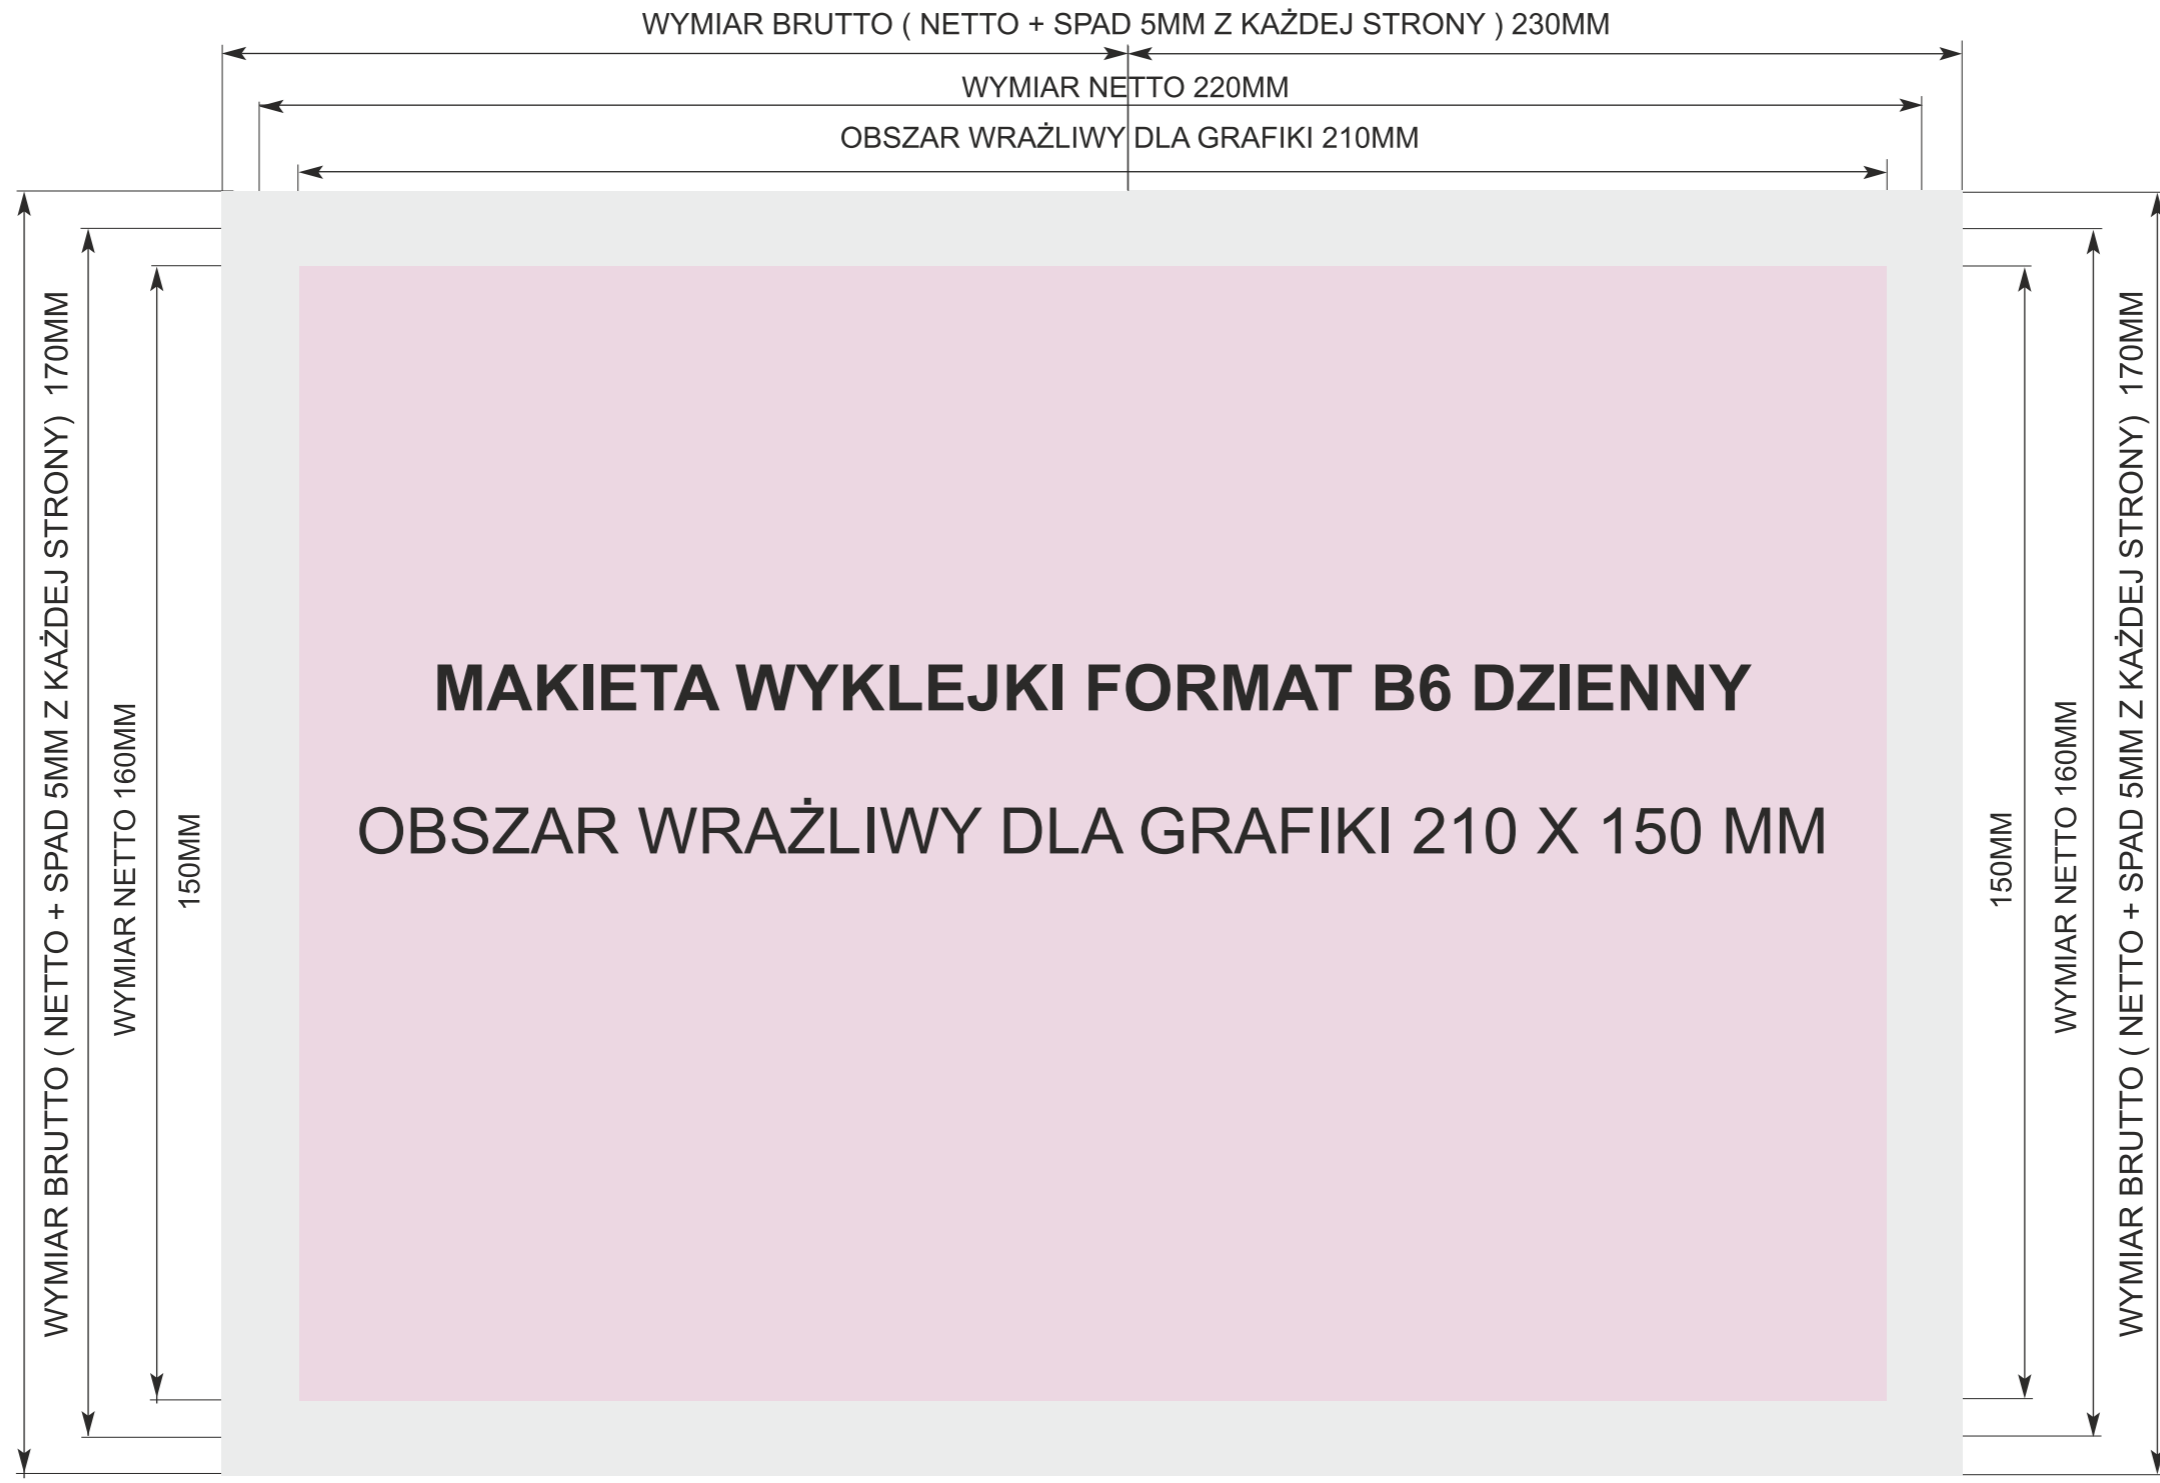 WYMIAR BRUTTO ( NETTO + SPAD 5MM Z KAŻDEJ STRONY ) 230MM
WYMIAR NETTO 220MM
OBSZAR WRAŻLIWY DLA GRAFIKI 210MM
WYMIAR BRUTTO ( NETTO + SPAD 5MM Z KAŻDEJ STRONY) 170MM
WYMIAR NETTO 160MM
150MM
MAKIETA WYKLEJKI FORMAT B6 DZIENNY
OBSZAR WRAŻLIWY DLA GRAFIKI 210 X 150 MM
150MM
WYMIAR NETTO 160MM
WYMIAR BRUTTO ( NETTO + SPAD 5MM Z KAŻDEJ STRONY) 170MM